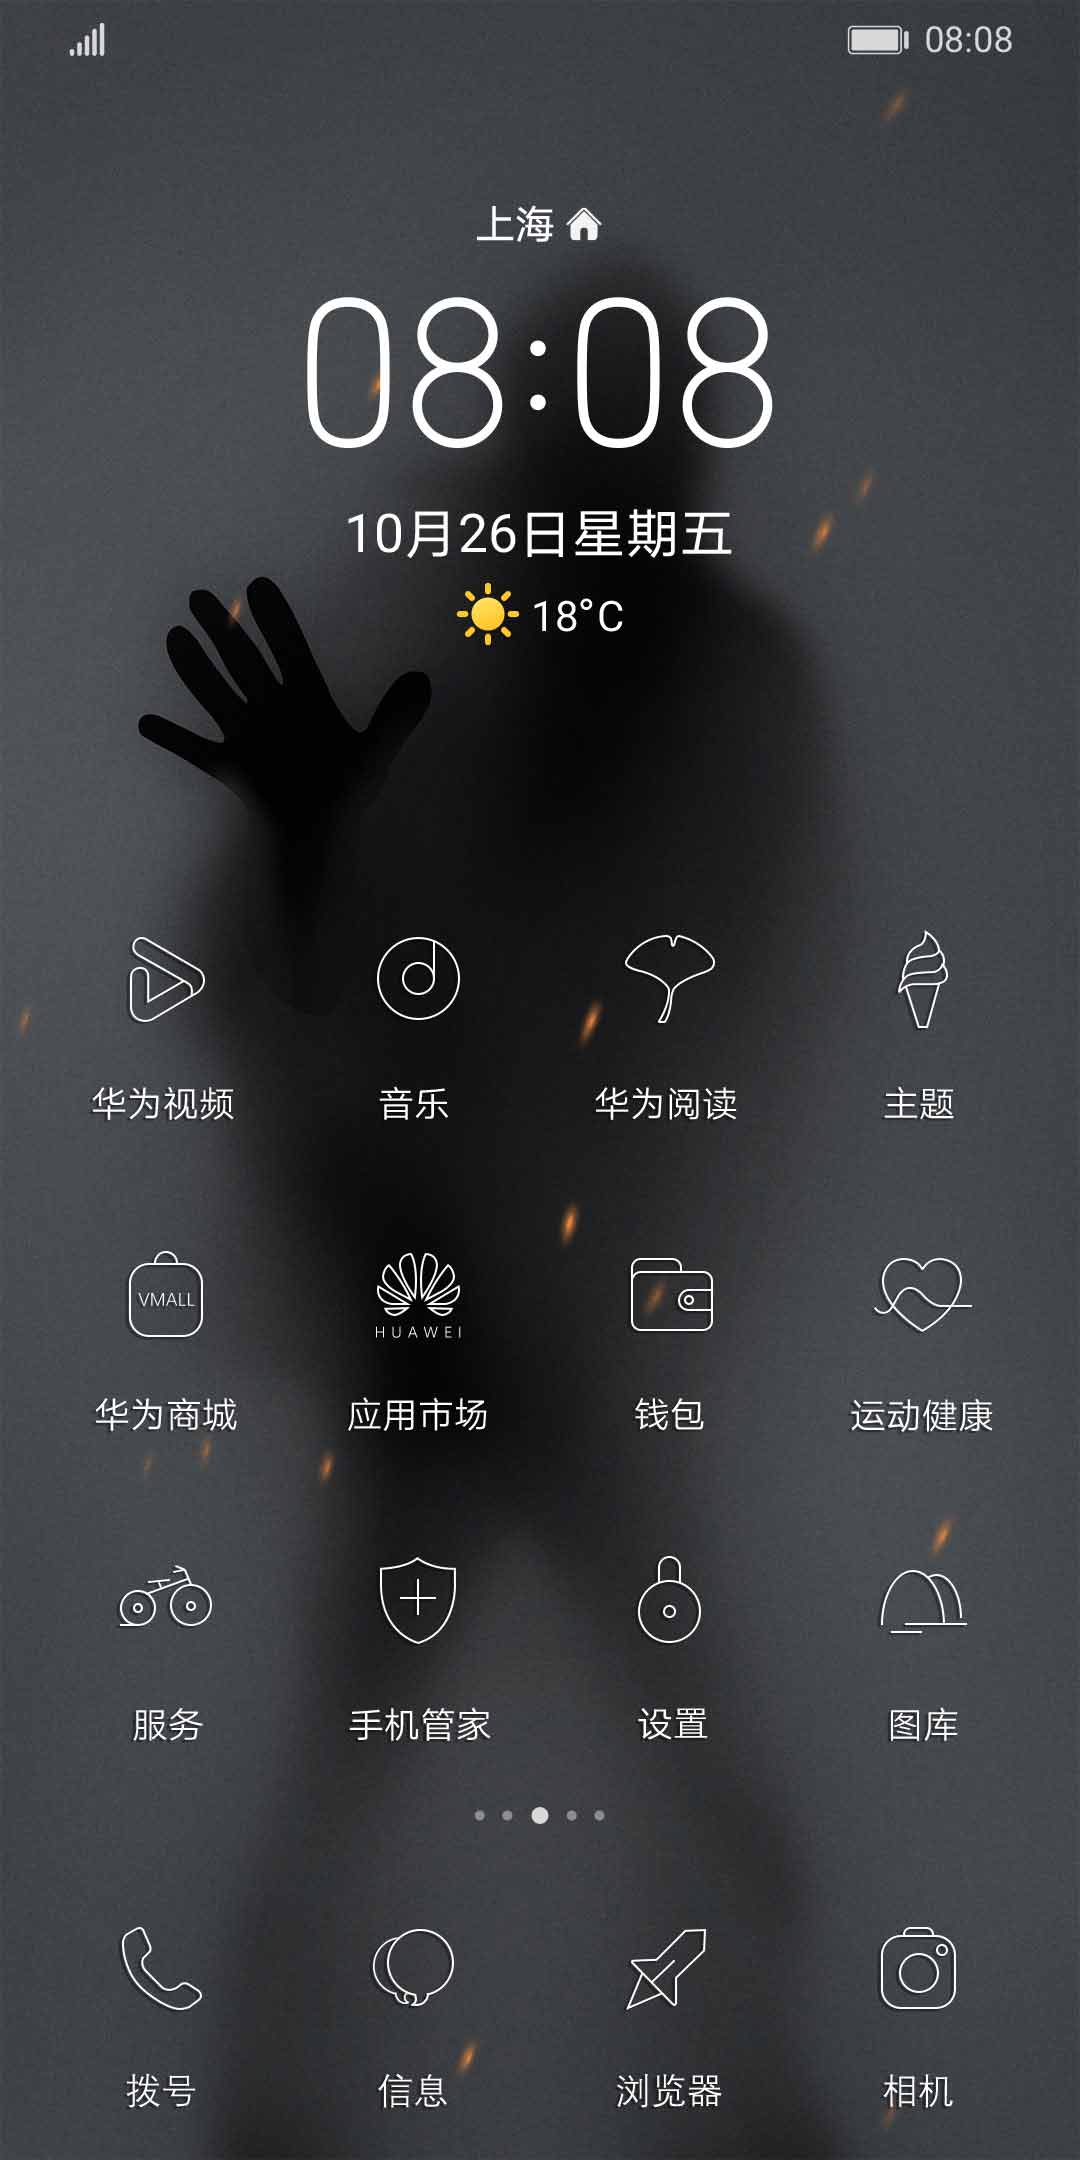 08:08
上海
08:08
10月26日星期五
18°C
华为视频 音乐 华为阅读 主题
VMALL
HUAWEI
华为商城 应用市场 钱包 运动健康
服务 手机管家 设置 图库
拨号 信息 浏览器 相机